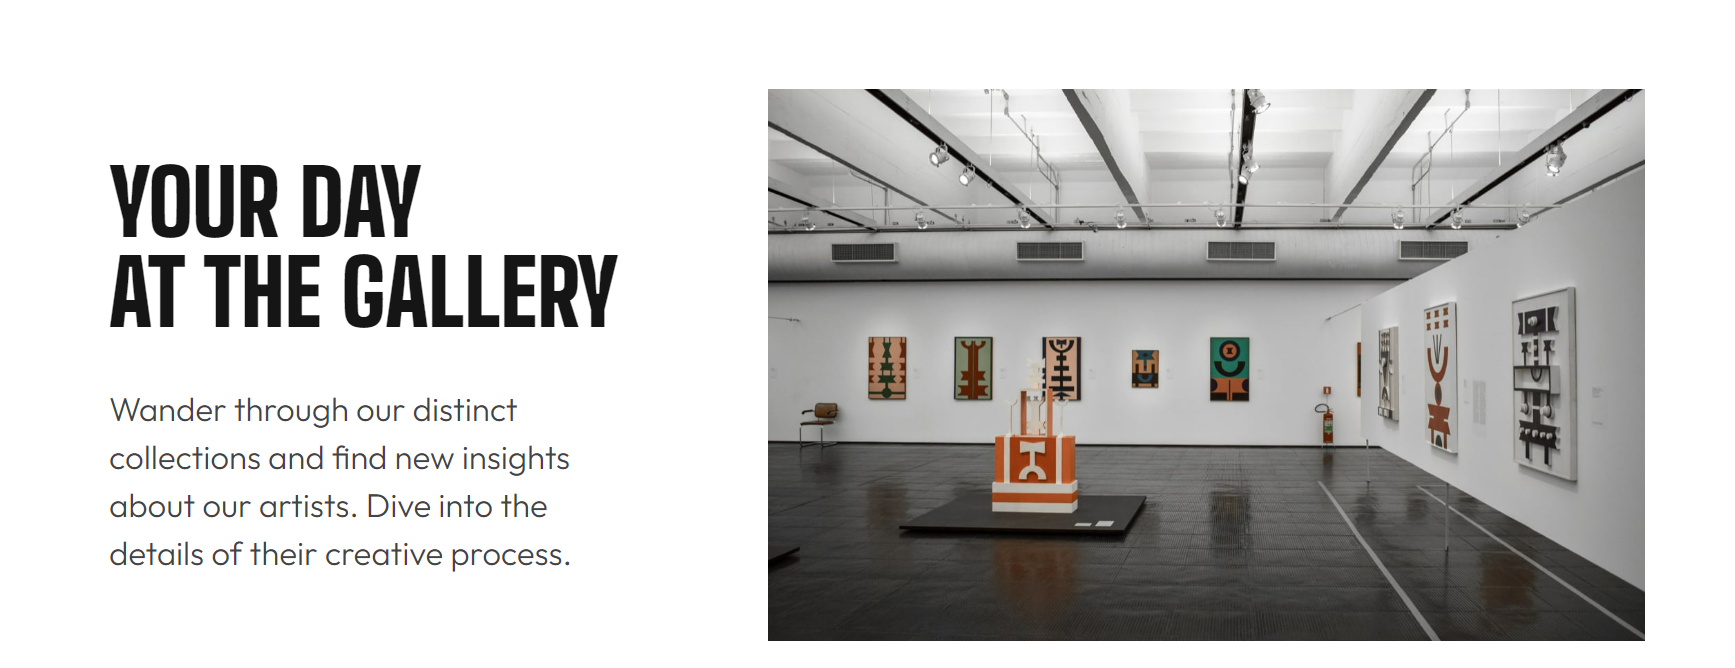 YOUR DAY
AT THE GALLERY
Wander through our distinct
collections and find new insights
about our artists. Dive into the
details of their creative process.